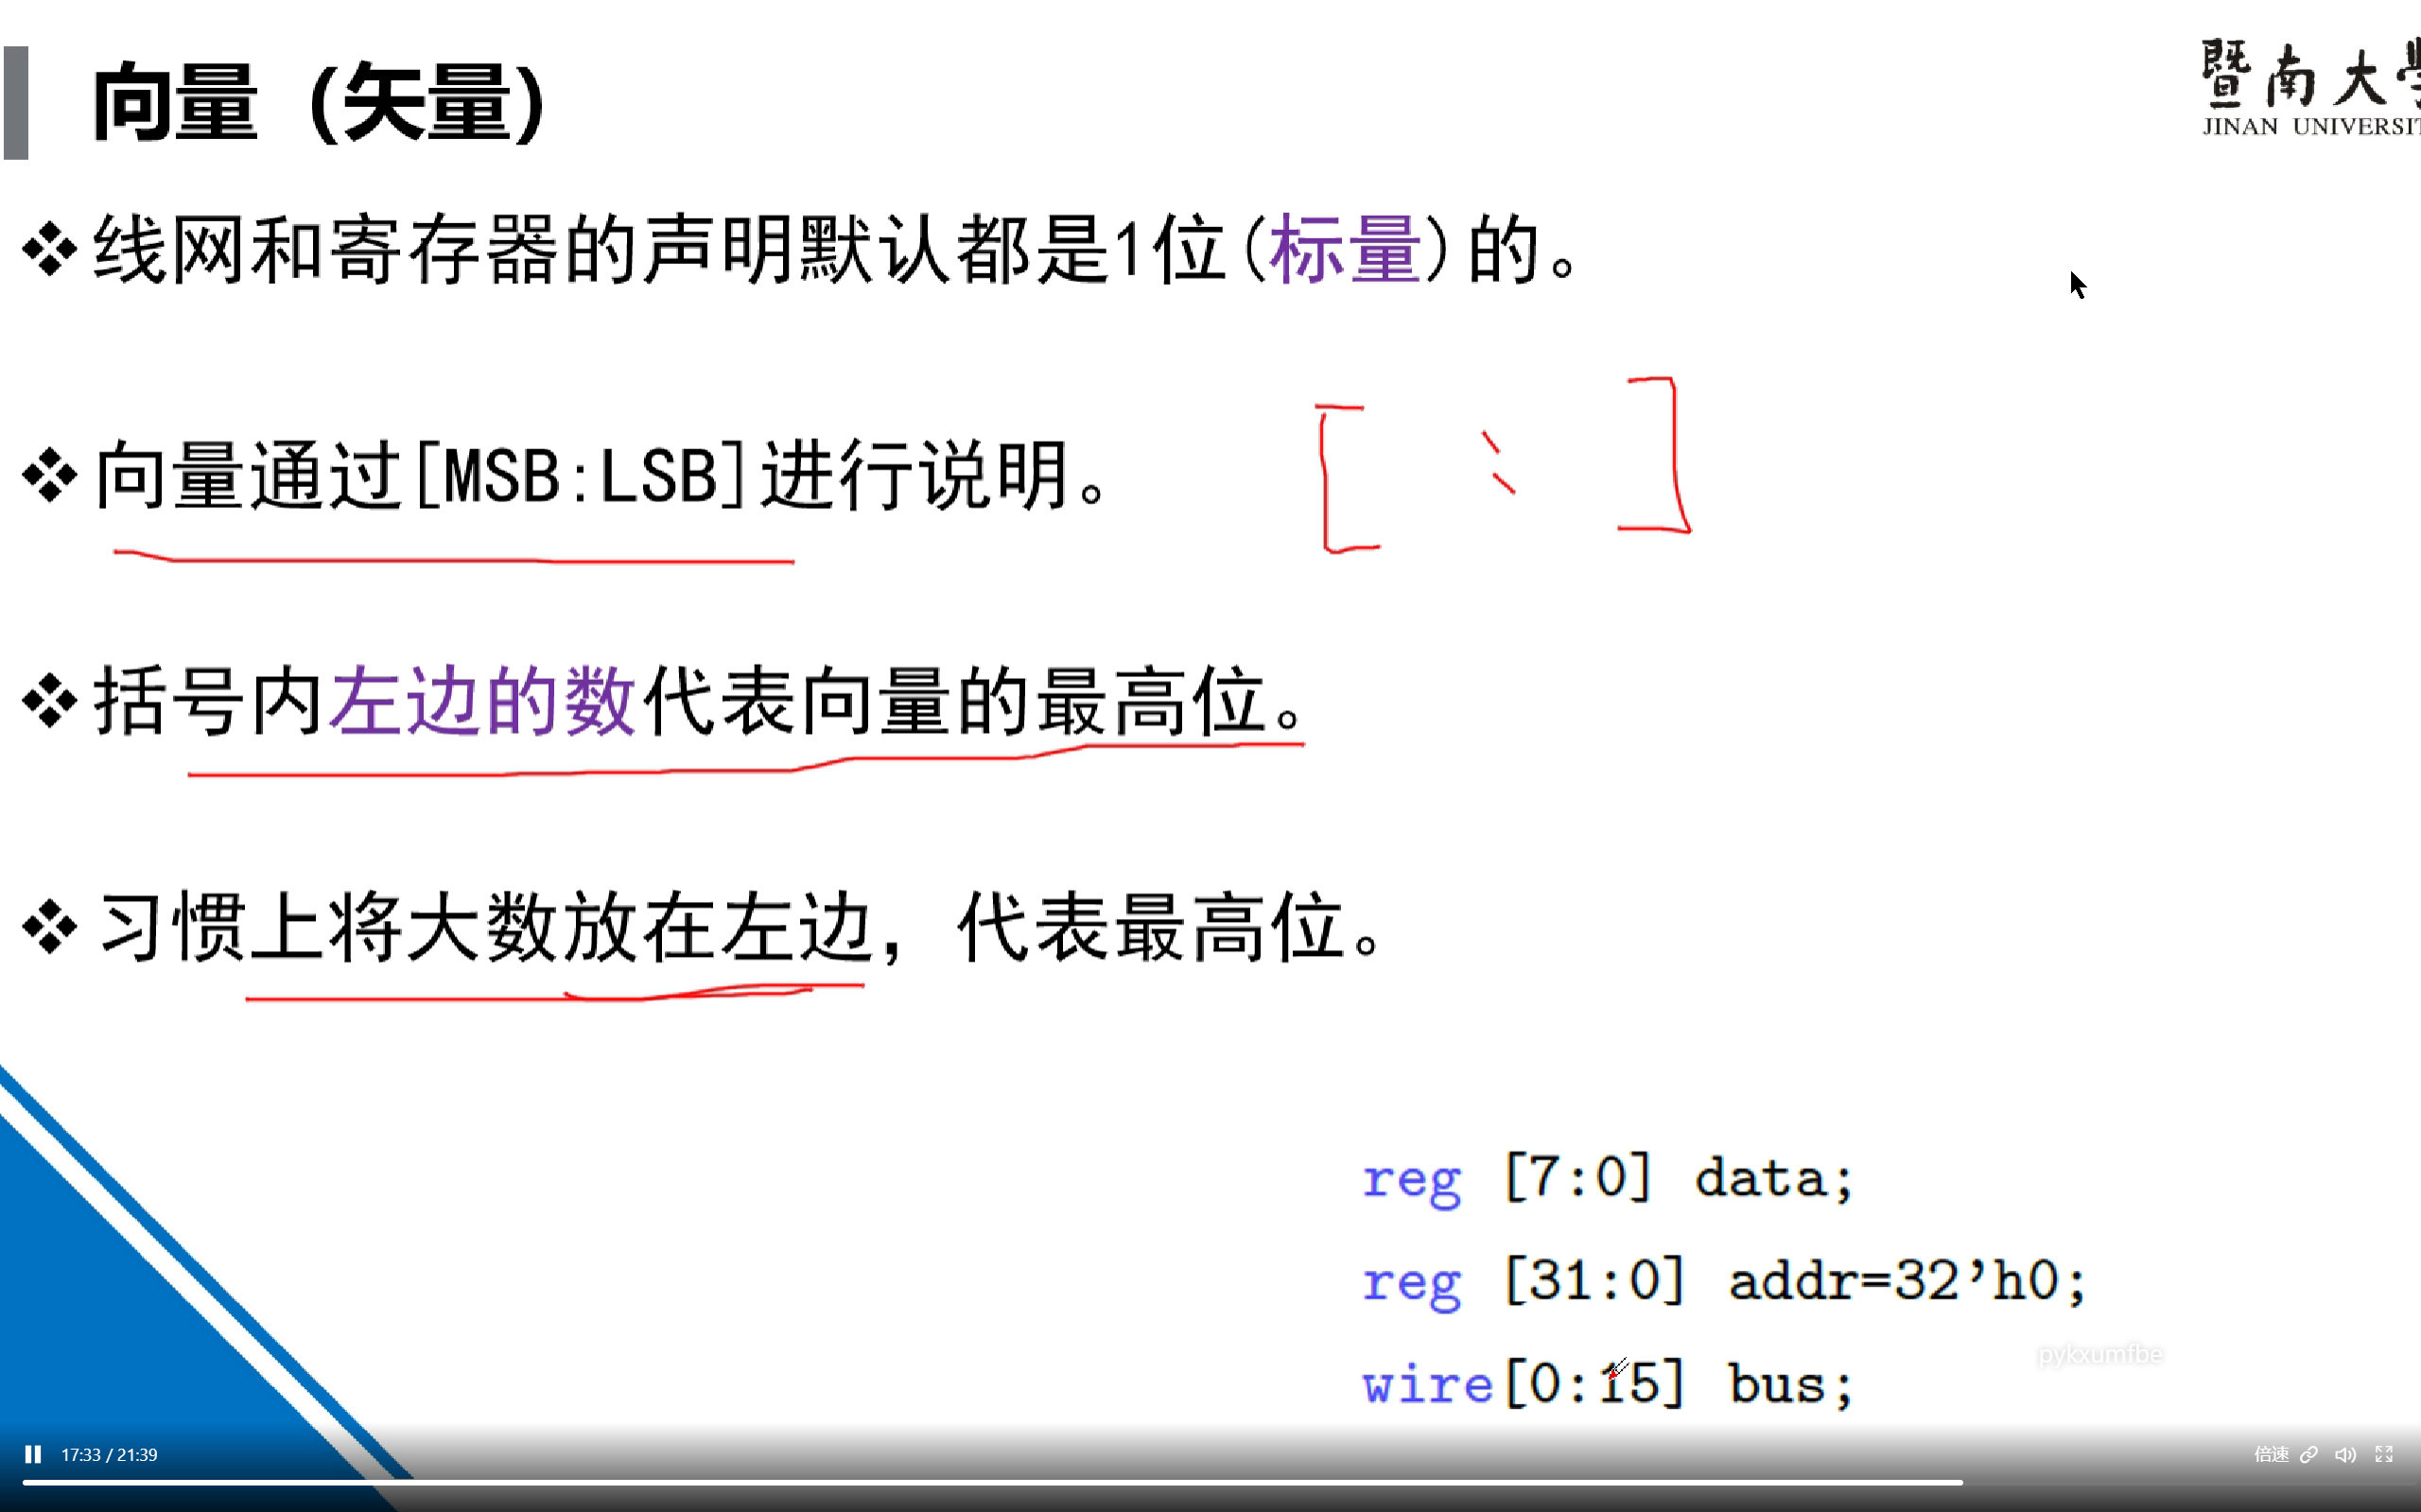 向量（矢量）
暨南大學
JINAN UNIVERSIT
❖线网和寄存器的声明默认都是1位(标量)的。
❖向量通过[MSB:LSB]进行说明。
[ : ]
❖括号内左边的数代表向量的最高位。
❖习惯上将大数放在左边，代表最高位。
reg [7:0] data;
reg [31:0] addr=32’h0;
pykxumfbe
wire[0:15] bus;
17:33 / 21:39
倍速